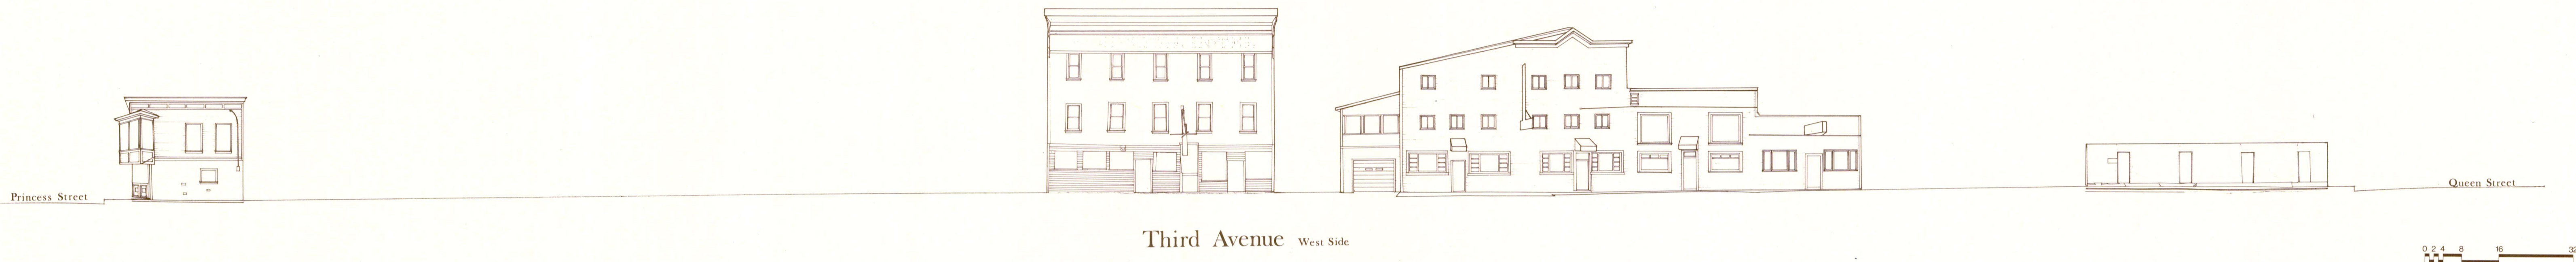 Princess Street
Queen Street
Third Avenue West Side
0 2 4 8 16 32